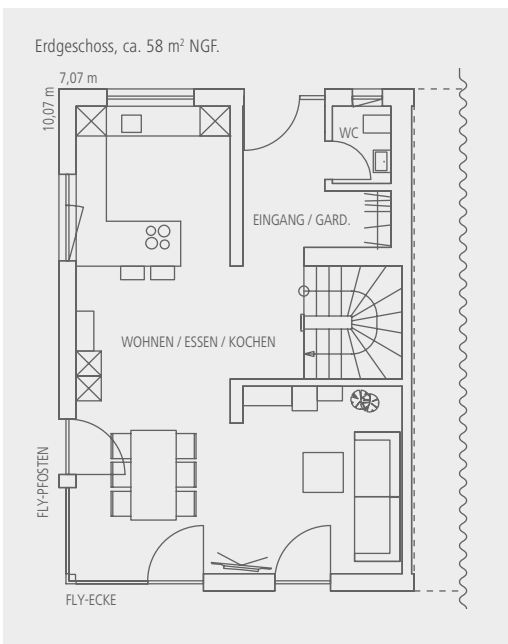 Erdgeschoss, ca. 58 m² NGF.
7,07 m
10,07 m
WC
EINGANG / GARD.
WOHNEN / ESSEN / KOCHEN
FLY-PFOSTEN
FLY-ECKE